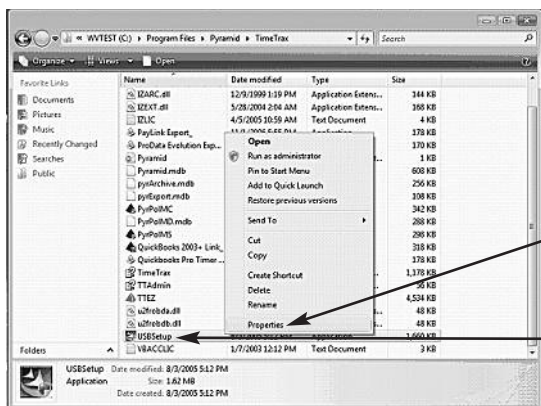 « WVTEST (C:) › Program Files › Pyramid › TimeTrax
Search
Organize Views Open
Favorite Links
Documents
Pictures
Music
Recently Changed
Searches
Public
Folders
Name Date modified Type Size
IZARC.dll 12/9/1999 1:19 PM Application Extens... 144 KB
IZEXT.dll 5/28/2004 2:04 AM Application Extens... 168 KB
IZLIC 4/5/2005 10:59 AM Text Document 4 KB
PayLink Export_ 178 KB
ProData Evolution Exp... 170 KB
Pyramid 1 KB
Pyramid.mdb 608 KB
pyrArchive.mdb 256 KB
pyrExport.mdb 108 KB
PyrPolMC 342 KB
PyrPolMD.mdb 288 KB
PyrPolMS 298 KB
QuickBooks 2003+ Link_ 318 KB
Quickbooks Pro Timer ... 178 KB
TimeTrax 1,178 KB
TTAdmin KB
TTEZ 4,534 KB
u2frebda.dll 48 KB
u2frebdb.dll 48 KB
USBSetup KB
VBACCLIC 1/7/2003 12:12 PM Text Document 3 KB
Open
Run as administrator
Pin to Start Menu
Add to Quick Launch
Restore previous versions
Send To
Cut
Copy
Create Shortcut
Delete
Rename
Properties
USBSetup Date modified: 8/3/2005 5:12 PM
Application Size: 1.62 MB
Date created: 8/3/2005 5:12 PM